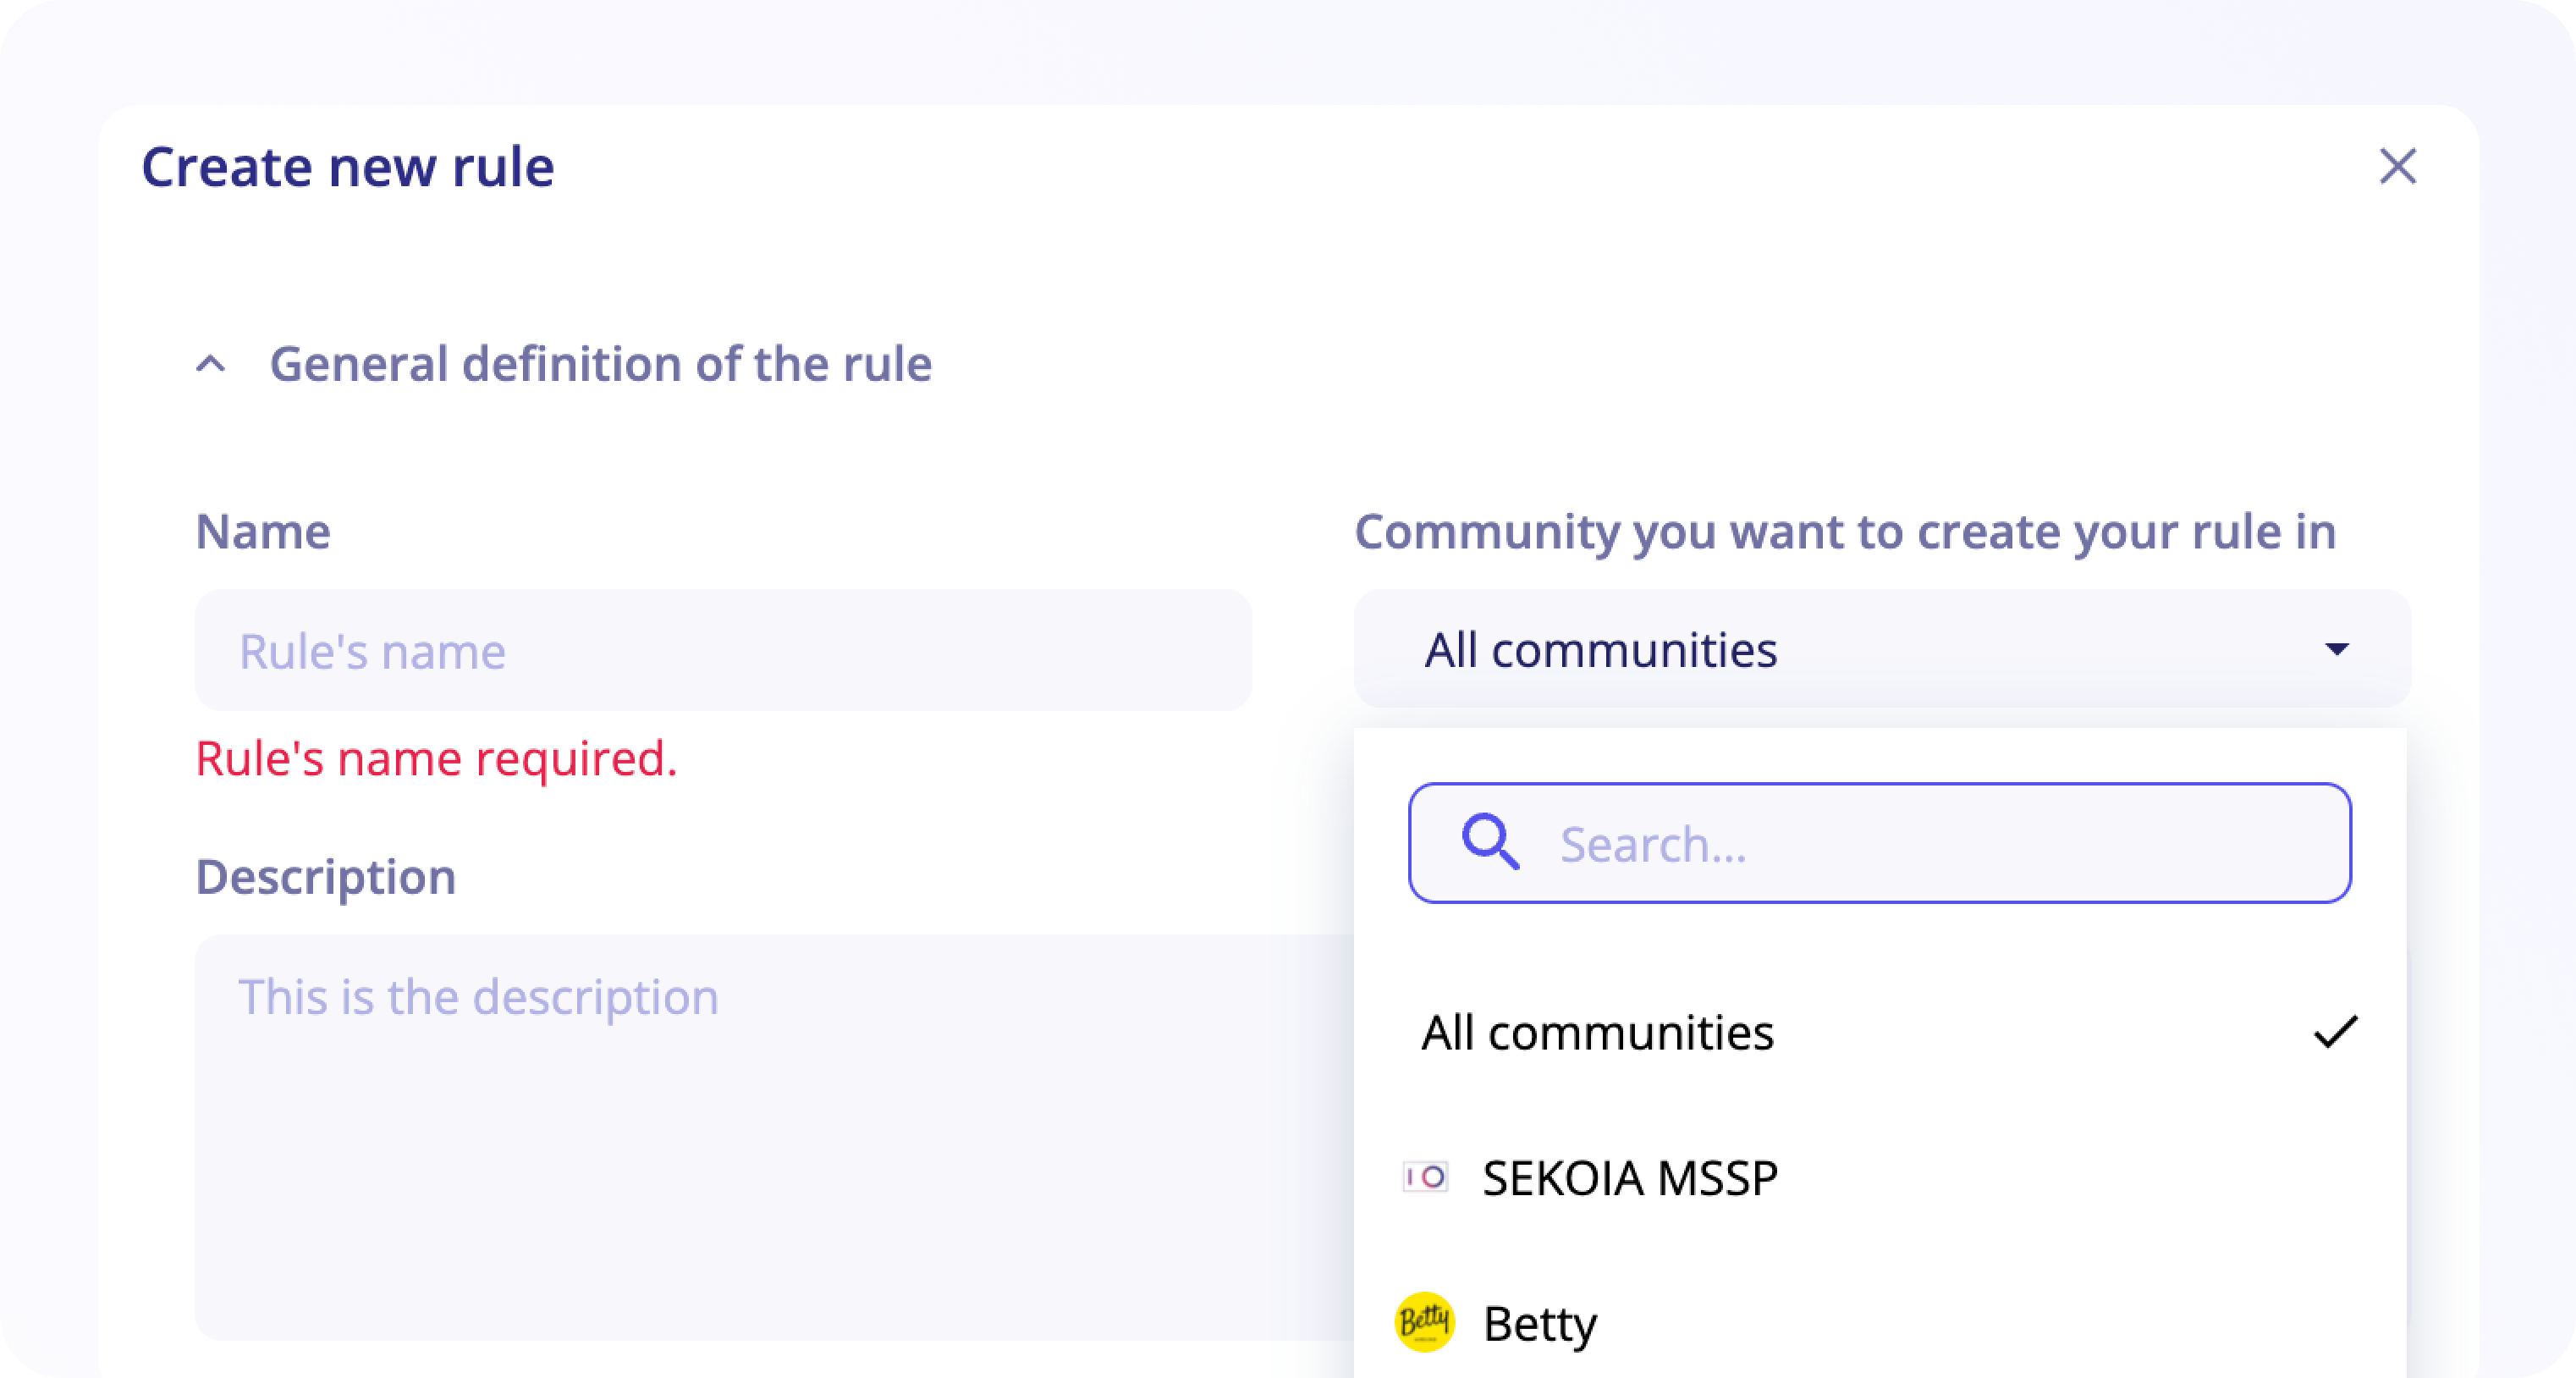 Create new rule
General definition of the rule
Name
Community you want to create your rule in
Rule's name
All communities
Rule's name required.
Search...
Description
This is the description
All communities
IO SEKOIA MSSP
Betty Betty